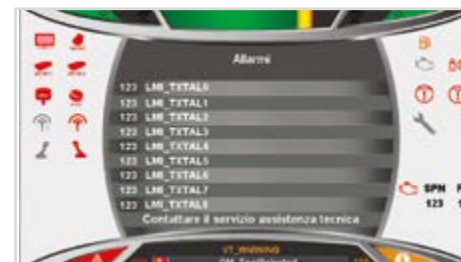 Allarmi
123 LMI_TXTAL0
123 LMI_TXTAL1
123 LMI_TXTAL2
123 LMI_TXTAL3
123 LMI_TXTAL4
123 LMI_TXTAL5
123 LMI_TXTAL6
123 LMI_TXTAL7
123 LMI_TXTAL8
Contattare il servizio assistenza tecnica
SPN
123
VT_WARNING